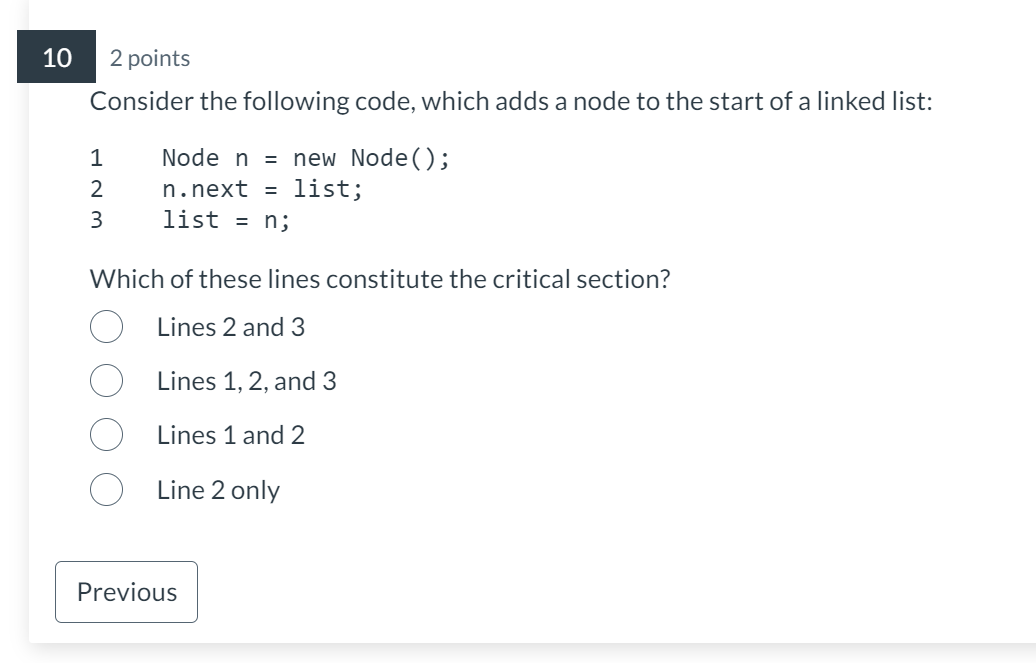 10 2 points
Consider the following code, which adds a node to the start of a linked list:
1 Node n = new Node();
2 n.next = list;
3 list = n;
Which of these lines constitute the critical section?
Lines 2 and 3
Lines 1, 2, and 3
Lines 1 and 2
Line 2 only
Previous